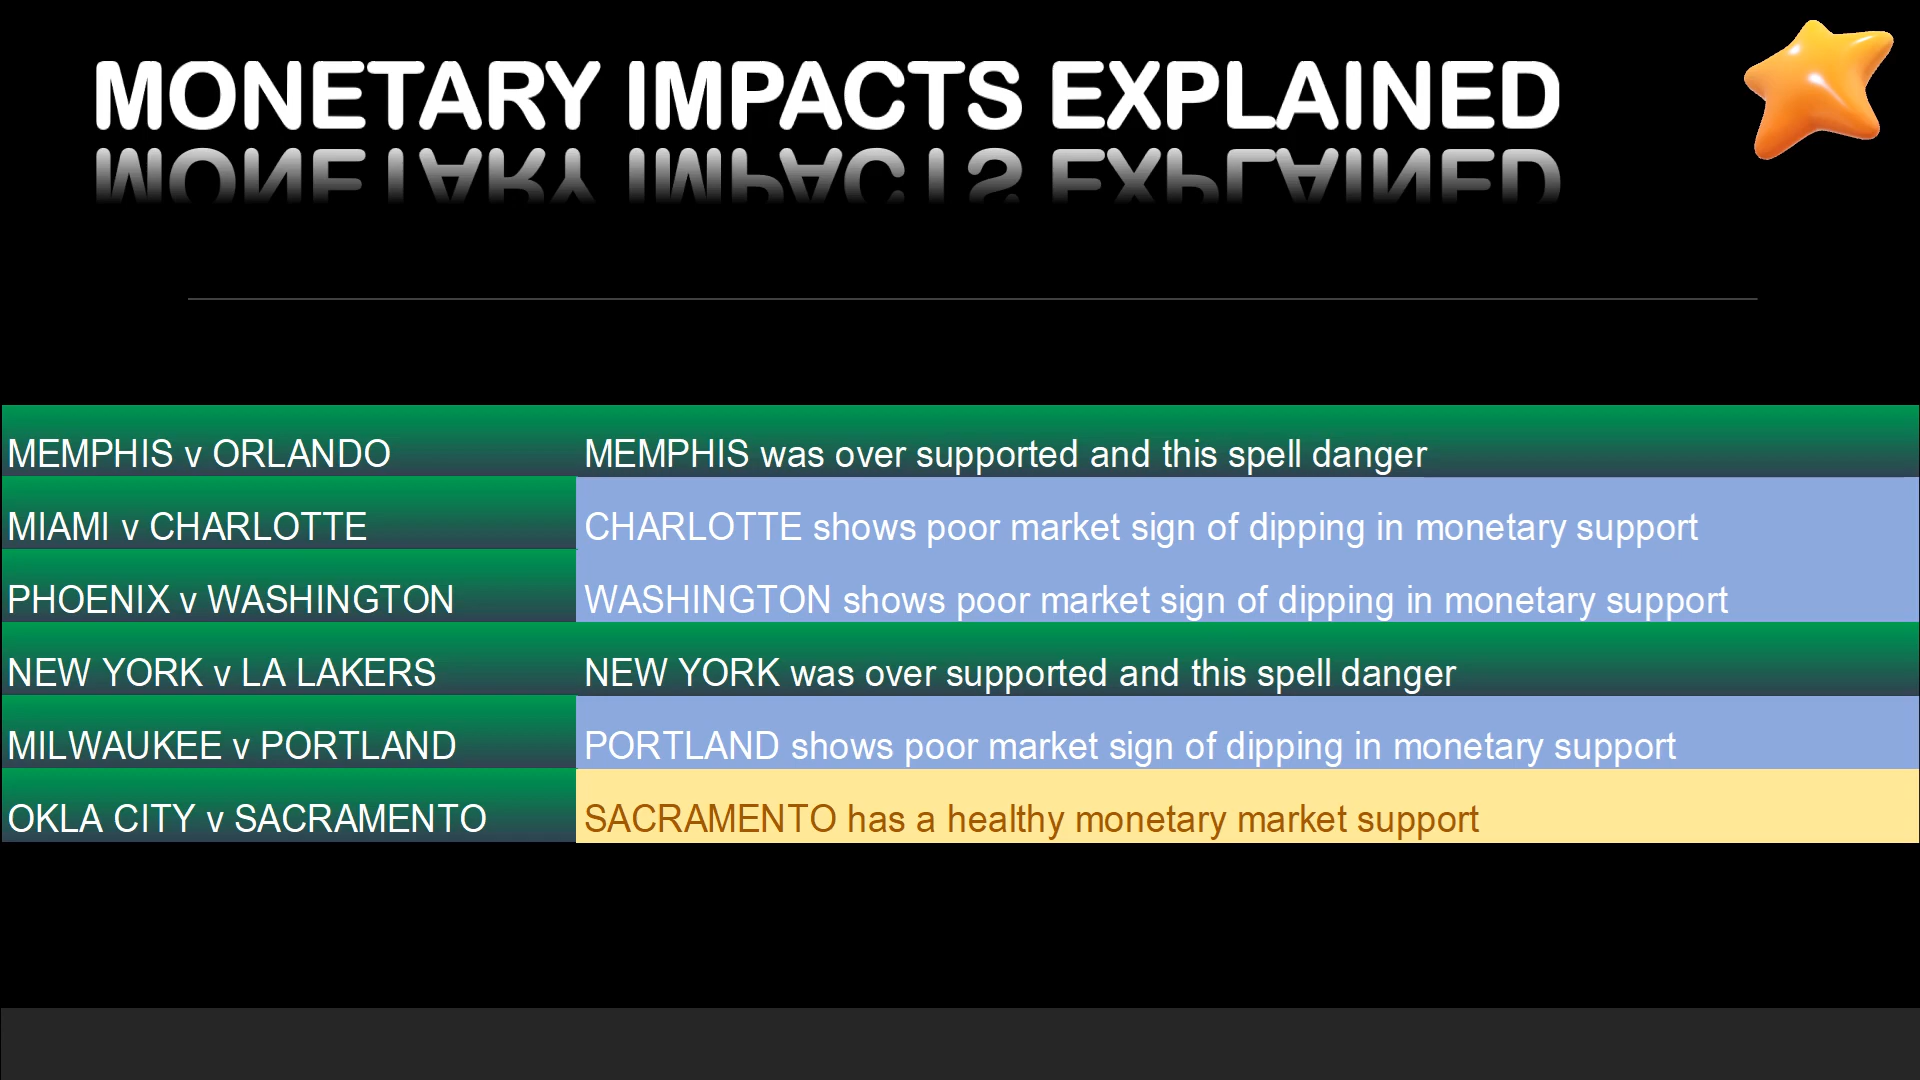 MONETARY IMPACTS EXPLAINED
MEMPHIS v ORLANDO MEMPHIS was over supported and this spell danger
MIAMI v CHARLOTTE CHARLOTTE shows poor market sign of dipping in monetary support
PHOENIX v WASHINGTON WASHINGTON shows poor market sign of dipping in monetary support
NEW YORK v LA LAKERS NEW YORK was over supported and this spell danger
MILWAUKEE v PORTLAND PORTLAND shows poor market sign of dipping in monetary support
OKLA CITY v SACRAMENTO SACRAMENTO has a healthy monetary market support